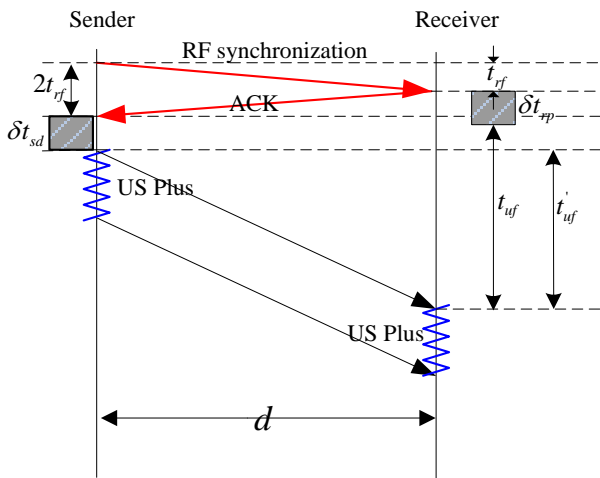 Sender
Receiver
RF synchronization
2t_rf
t_rf
ACK
δt_sd
δt_rp
US Plus
t_uf
t'_uf
US Plus
d